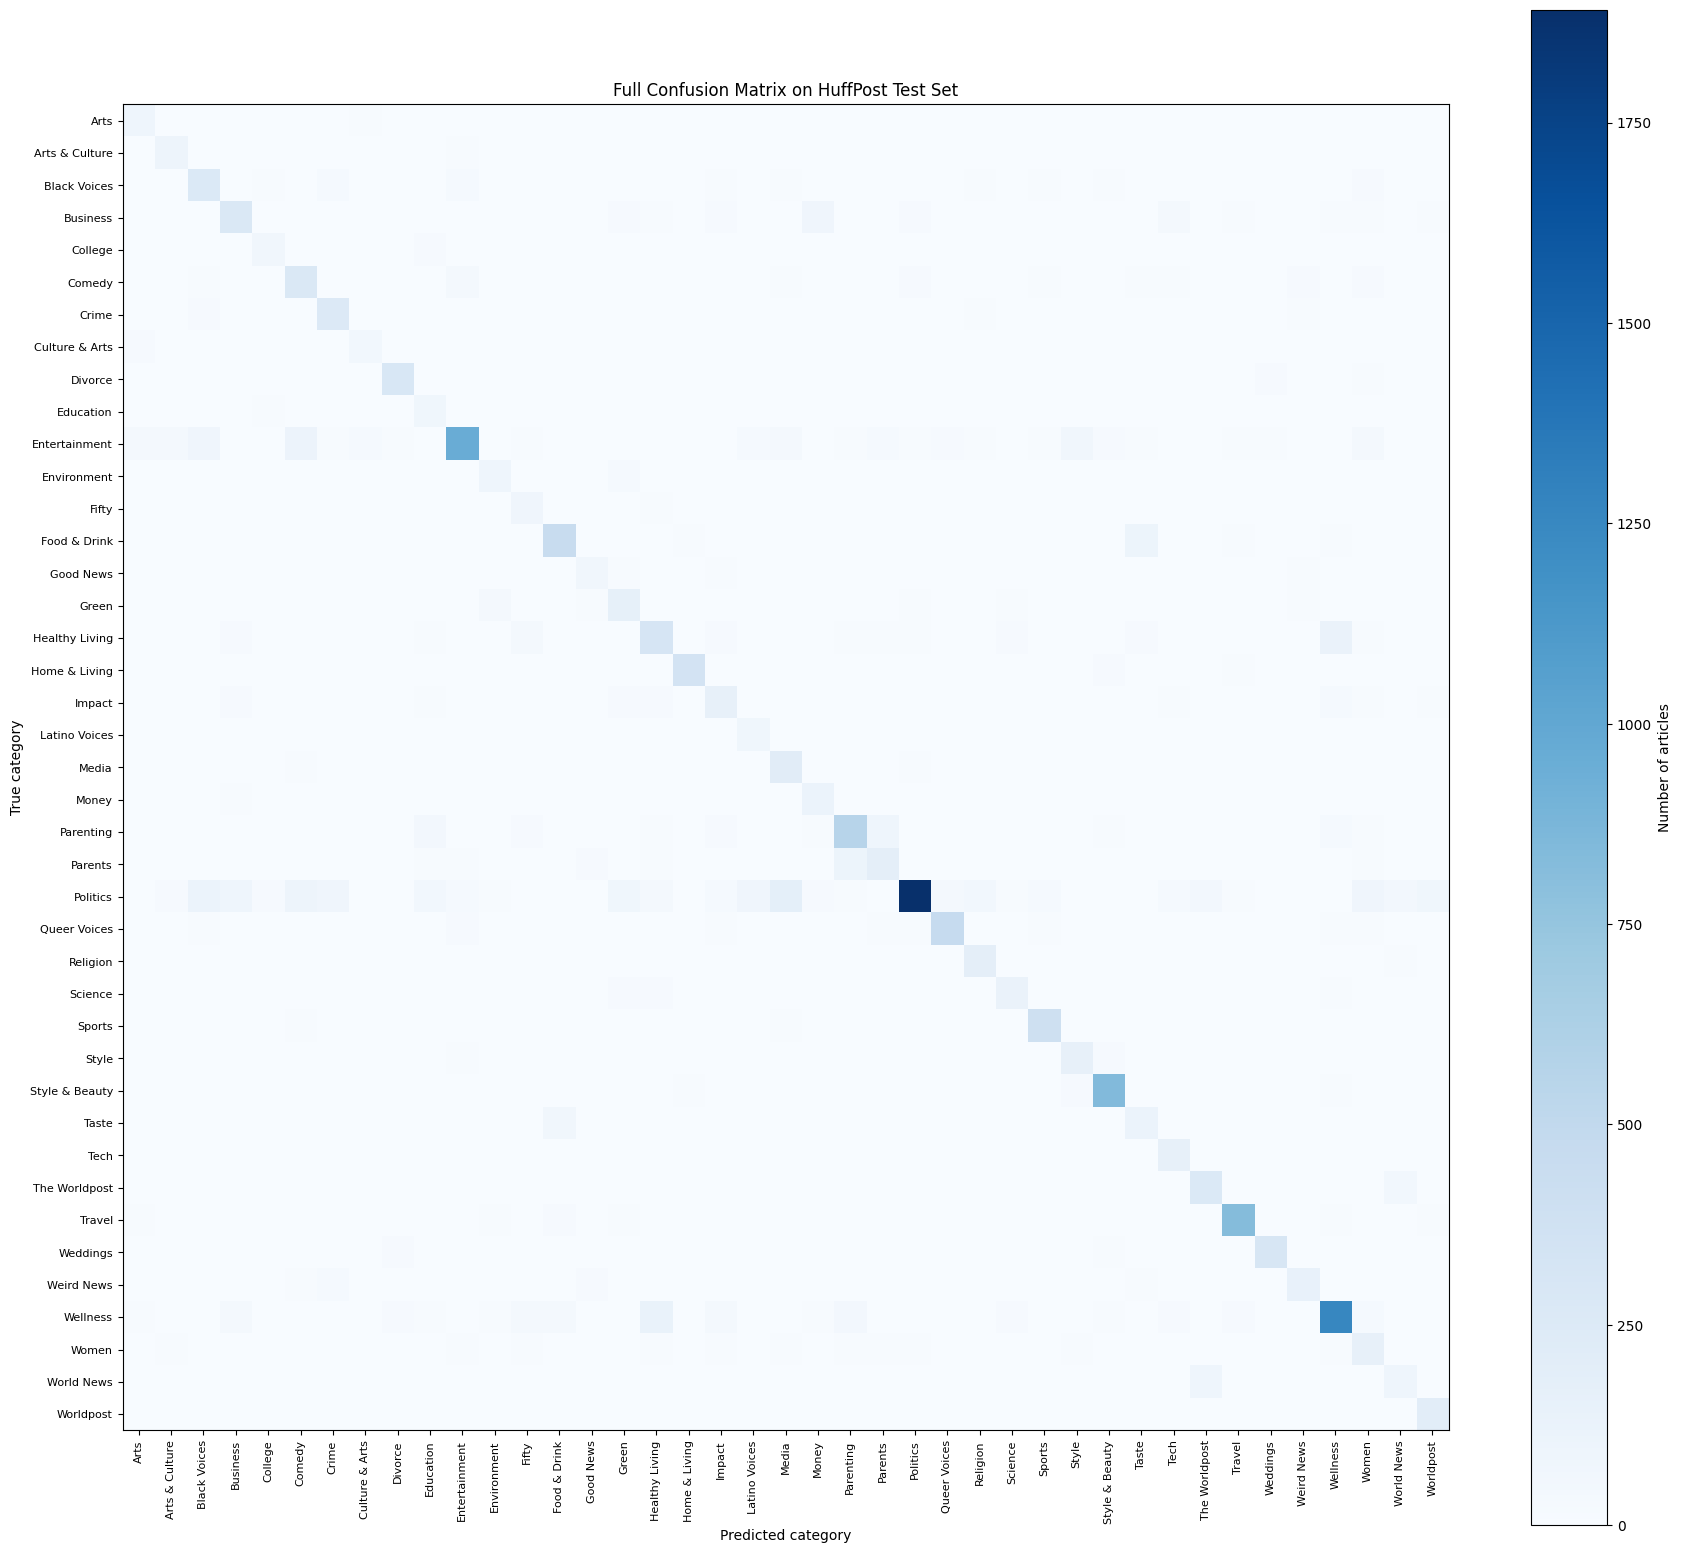 Full Confusion Matrix on HuffPost Test Set
True category
Arts
Arts & Culture
Black Voices
Business
College
Comedy
Crime
Culture & Arts
Divorce
Education
Entertainment
Environment
Fifty
Food & Drink
Good News
Green
Healthy Living
Home & Living
Impact
Latino Voices
Media
Money
Parenting
Parents
Politics
Queer Voices
Religion
Science
Sports
Style
Style & Beauty
Taste
Tech
The Worldpost
Travel
Weddings
Weird News
Wellness
Women
World News
Worldpost
Arts
Arts & Culture
Black Voices
Business
College
Comedy
Crime
Culture & Arts
Divorce
Education
Entertainment
Environment
Fifty
Food & Drink
Good News
Green
Healthy Living
Home & Living
Impact
Latino Voices
Media
Money
Parenting
Parents
Politics
Queer Voices
Religion
Science
Sports
Style
Style & Beauty
Taste
Tech
The Worldpost
Travel
Weddings
Weird News
Wellness
Women
World News
Worldpost
Predicted category
1750
1500
1250
1000
750
500
250
0
Number of articles